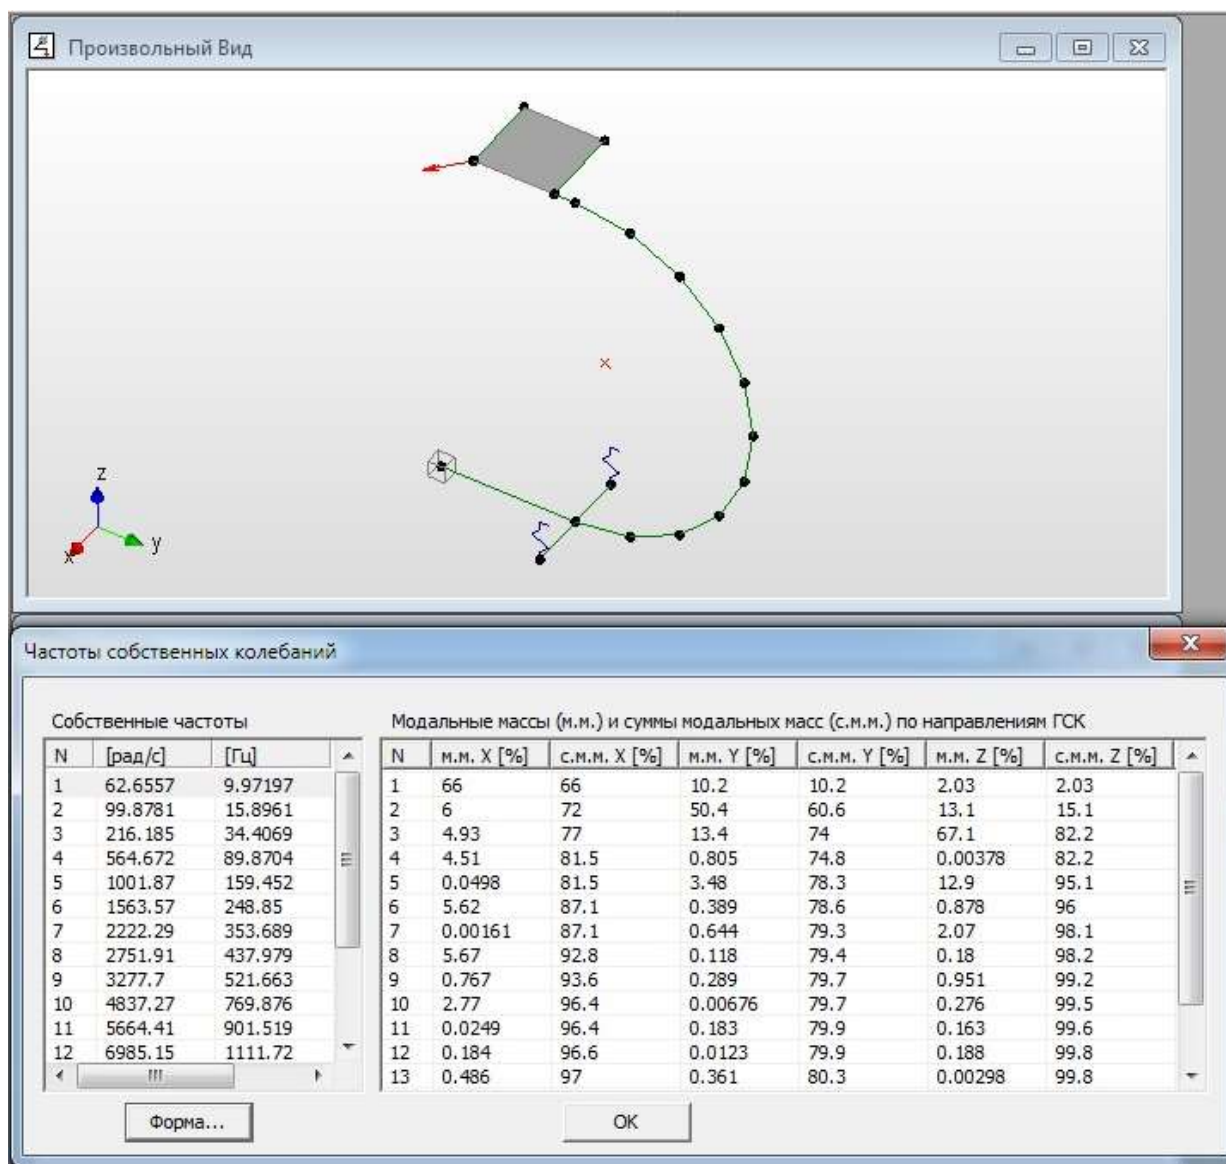 Произвольный Вид
z
x
y
Частоты собственных колебаний
Собственные частоты
Модальные массы (м.м.) и суммы модальных масс (с.м.м.) по направлениям ГСК
N [рад/с] [Гц]
1 62.6557 9.97197
2 99.8781 15.8961
3 216.185 34.4069
4 564.672 89.8704
5 1001.87 159.452
6 1563.57 248.85
7 2222.29 353.689
8 2751.91 437.979
9 3277.7 521.663
10 4837.27 769.876
11 5664.41 901.519
12 6985.15 1111.72
N м.м. X [%] с.м.м. X [%] м.м. Y [%] с.м.м. Y [%] м.м. Z [%] с.м.м. Z [%]
1 66 66 10.2 10.2 2.03 2.03
2 6 72 50.4 60.6 13.1 15.1
3 4.93 77 13.4 74 67.1 82.2
4 4.51 81.5 0.805 74.8 0.00378 82.2
5 0.0498 81.5 3.48 78.3 12.9 95.1
6 5.62 87.1 0.389 78.6 0.878 96
7 0.00161 87.1 0.644 79.3 2.07 98.1
8 5.67 92.8 0.118 79.4 0.18 98.2
9 0.767 93.6 0.289 79.7 0.951 99.2
10 2.77 96.4 0.00676 79.7 0.276 99.5
11 0.0249 96.4 0.183 79.9 0.163 99.6
12 0.184 96.6 0.0123 79.9 0.188 99.8
13 0.486 97 0.361 80.3 0.00298 99.8
Форма...
OK